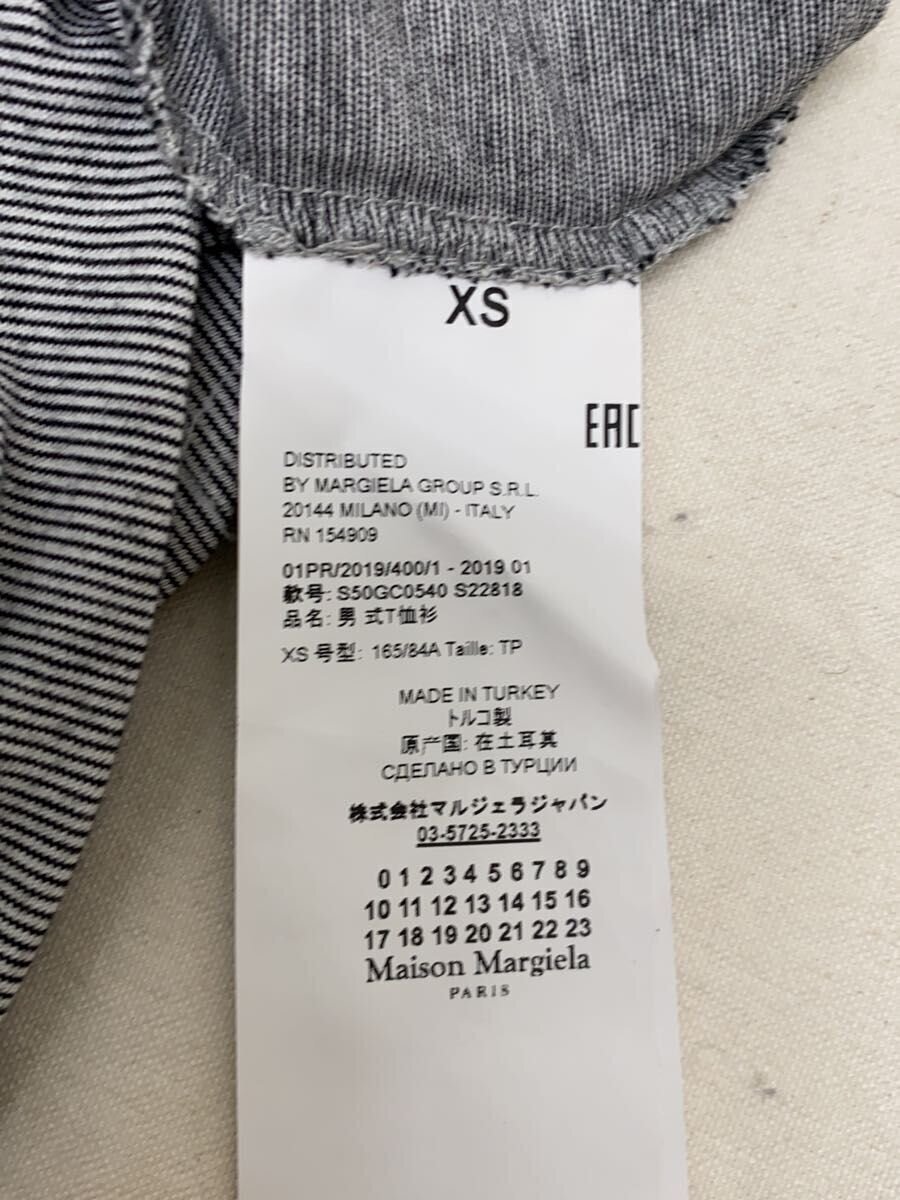 XS
EAC
DISTRIBUTED
BY MARGIELA GROUP S.R.L.
20144 MILANO (MI) - ITALY
RN 154909
01PR/2019/400/1 - 2019 01
款号: S50GC0540 S22818
品名: 男 式T恤衫
XS 号型: 165/84A Taille: TP
MADE IN TURKEY
トルコ製
原产国: 在土耳其
СДЕЛАНО В ТУРЦИИ
株式会社マルジェラジャパン
03-5725-2333
0 1 2 3 4 5 6 7 8 9
10 11 12 13 14 15 16
17 18 19 20 21 22 23
Maison Margiela
PARIS